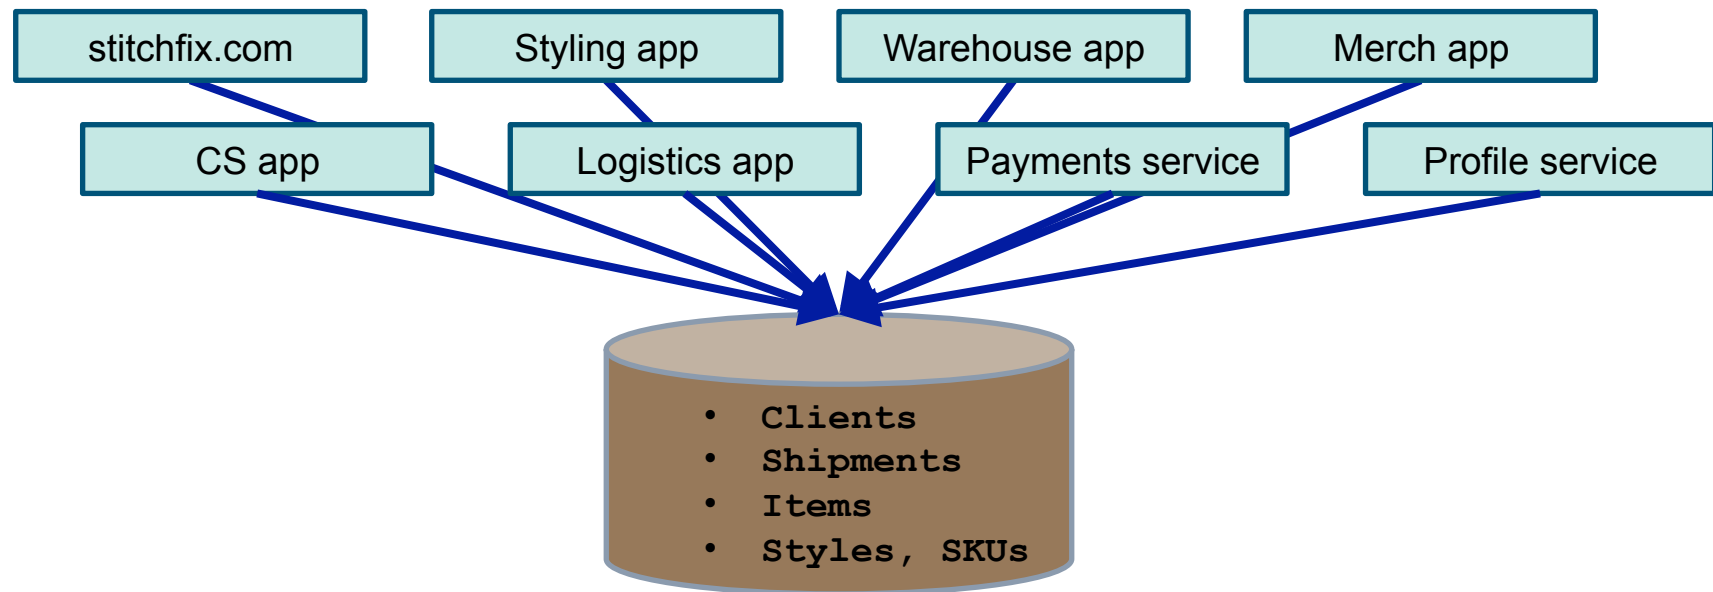 stitchfix.com
Styling app
Warehouse app
Merch app
CS app
Logistics app
Payments service
Profile service
• Clients
• Shipments
• Items
• Styles, SKUs